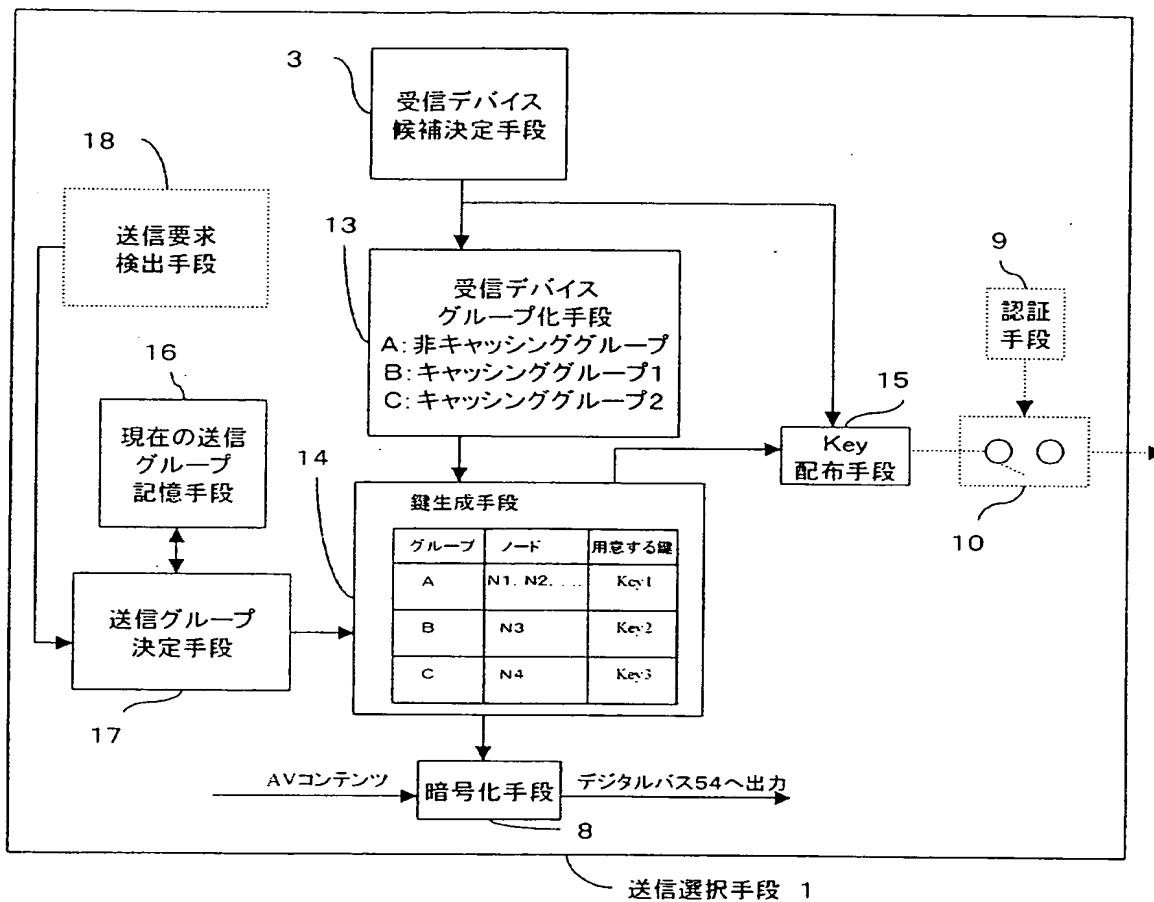 3
受信デバイス
候補決定手段
18
送信要求
検出手段
13
受信デバイス
グループ化手段
A:非キャッシンググループ
B:キャッシンググループ1
C:キャッシンググループ2
9
認証
手段
16
現在の送信
グループ
記憶手段
15
Key
配布手段
10
14
鍵生成手段
グループ ノード 用意する鍵
A N1, N2, ... Key1
B N3 Key2
C N4 Key3
送信グループ
決定手段
17
AVコンテンツ
暗号化手段
デジタルバス54へ出力
8
送信選択手段 1